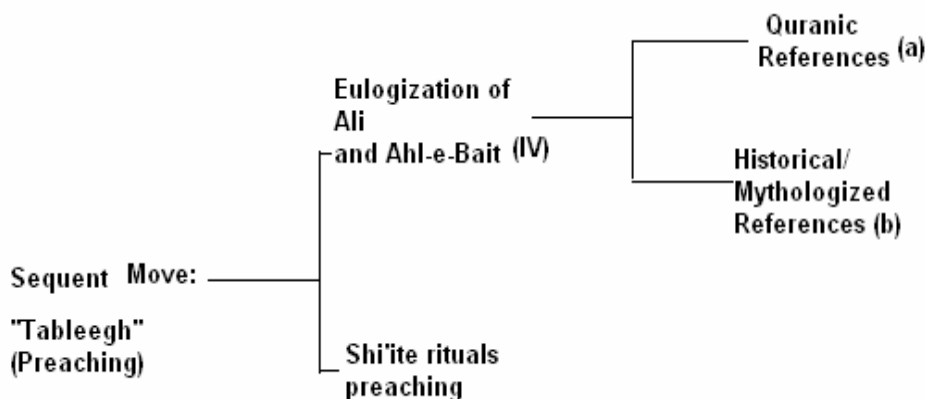 Quranic
References (a)
Eulogization of
Ali
and Ahl-e-Bait (IV)
Historical/
Mythologized
References (b)
Sequent Move:
"Tableegh"
(Preaching)
Shi'ite rituals
preaching